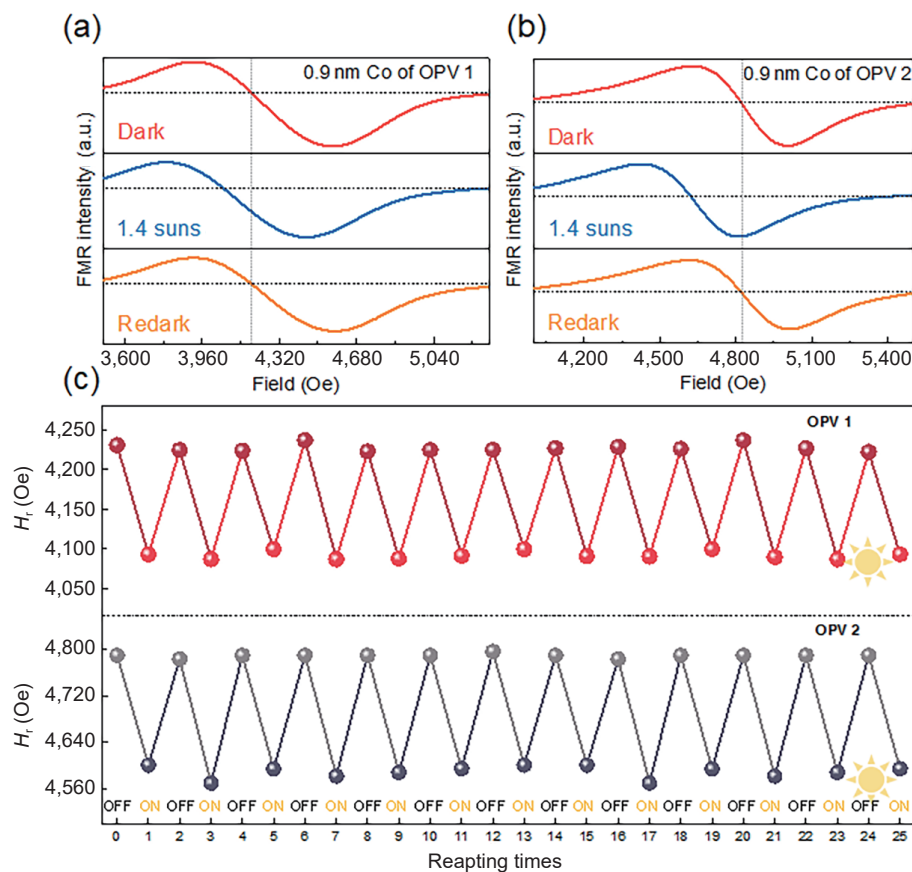 (a)
0.9 nm Co of OPV 1
Dark
1.4 suns
Redark
FMR intensity (a.u.)
3,600 3,960 4,320 4,680 5,040
Field (Oe)
(b)
0.9 nm Co of OPV 2
Dark
1.4 suns
Redark
FMR intensity (a.u.)
4,200 4,500 4,800 5,100 5,400
Field (Oe)
(c)
OPV 1
4,250
4,200
4,150
4,100
4,050
Hr (Oe)
OPV 2
4,800
4,720
4,640
4,560
Hr (Oe)
OFF ON OFF ON OFF ON OFF ON OFF ON OFF ON OFF ON OFF ON OFF ON OFF ON OFF ON OFF ON OFF ON
0 1 2 3 4 5 6 7 8 9 10 11 12 13 14 15 16 17 18 19 20 21 22 23 24 25
Reapting times